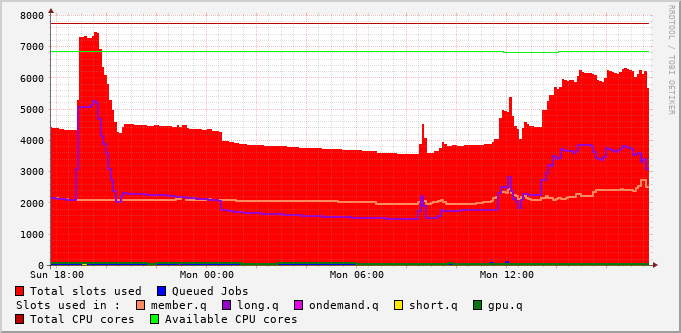 RRDTOOL / TOBI OETIKER
8000
7000
6000
5000
4000
3000
2000
1000
0
Sun 18:00 Mon 00:00 Mon 06:00 Mon 12:00
Total slots used Queued Jobs
Slots used in : member.q long.q ondemand.q short.q gpu.q
Total CPU cores Available CPU cores